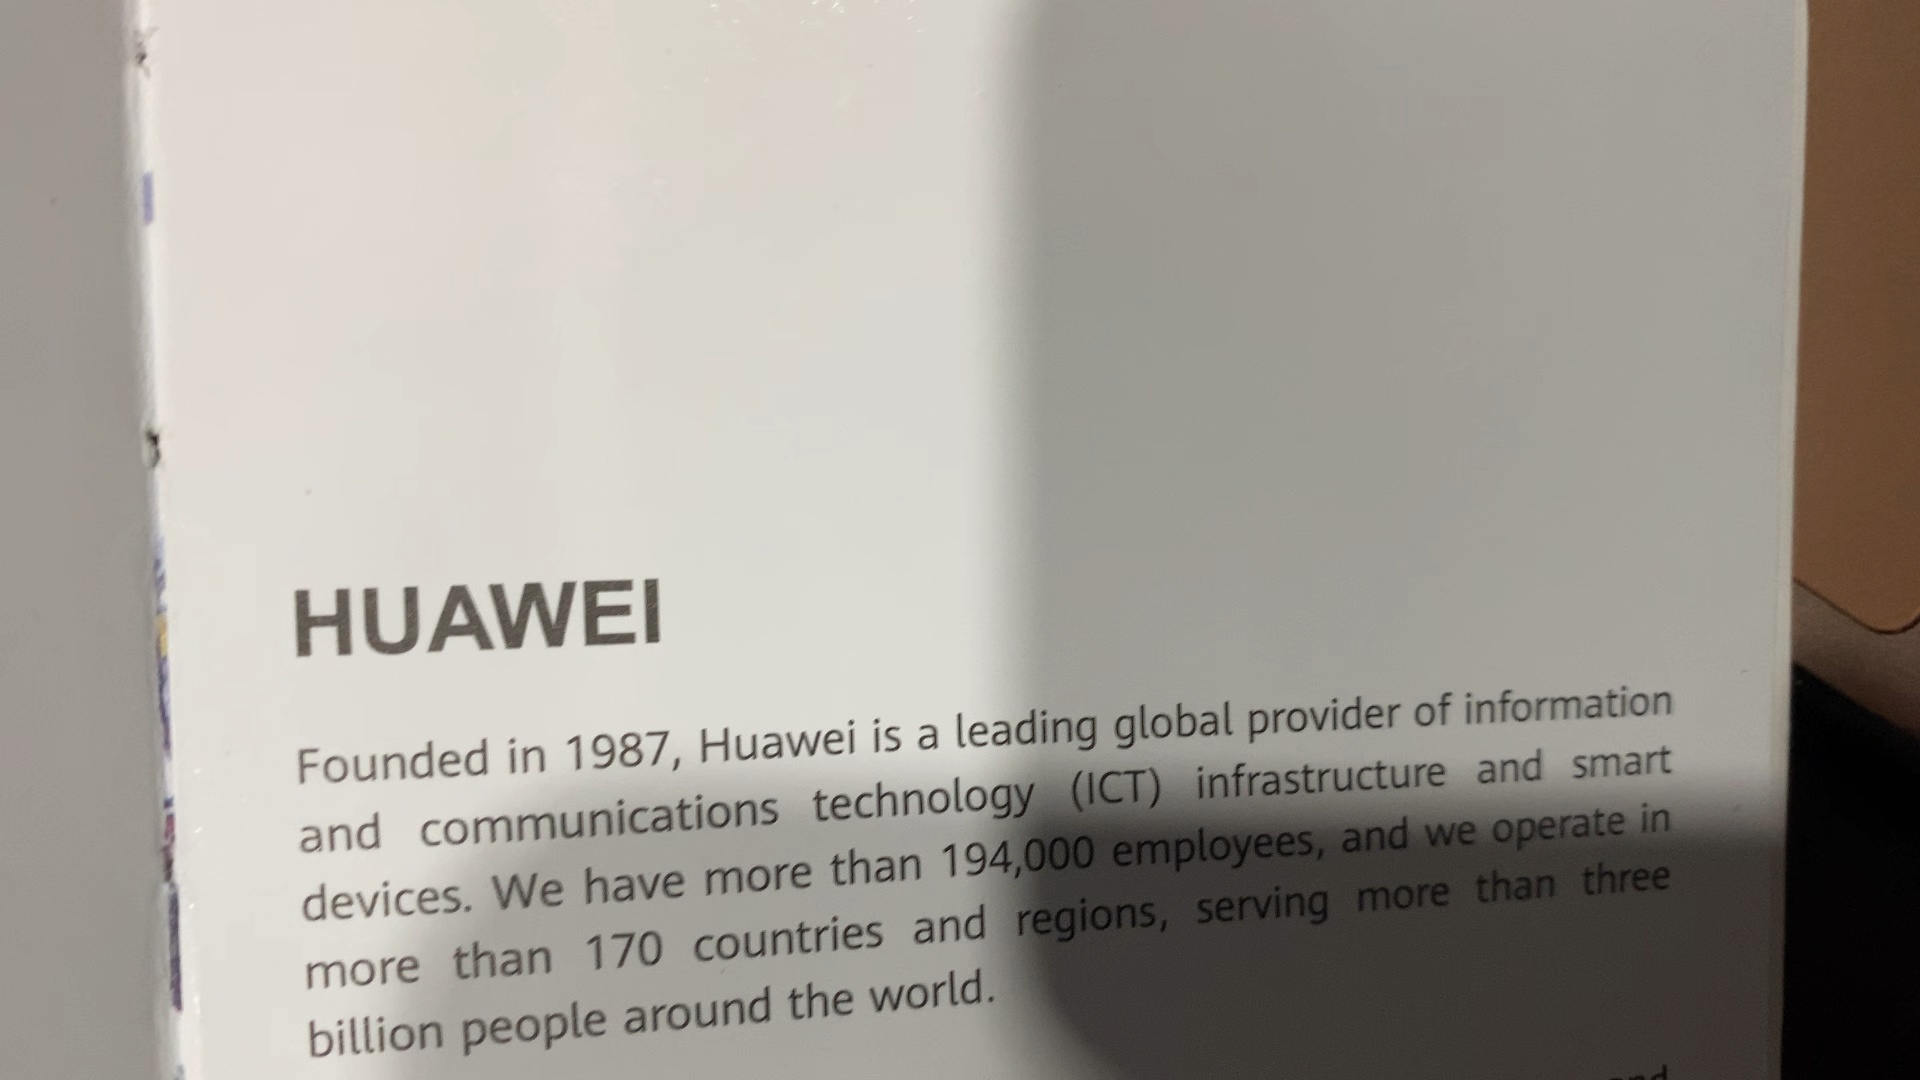 HUAWEI
Founded in 1987, Huawei is a leading global provider of information
and communications technology (ICT) infrastructure and smart
devices. We have more than 194,000 employees, and we operate in
more than 170 countries and regions, serving more than three
billion people around the world.